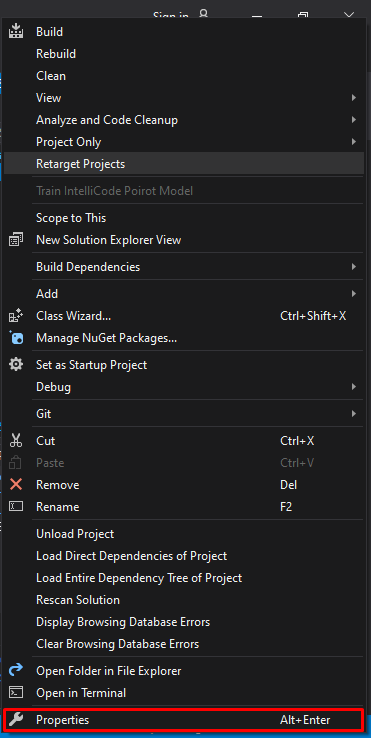 Sign in
Build
Rebuild
Clean
View
Analyze and Code Cleanup
Project Only
Retarget Projects
Train IntelliCode Poirot Model
Scope to This
New Solution Explorer View
Build Dependencies
Add
Class Wizard... Ctrl+Shift+X
Manage NuGet Packages...
Set as Startup Project
Debug
Git
Cut Ctrl+X
Paste Ctrl+V
Remove Del
Rename F2
Unload Project
Load Direct Dependencies of Project
Load Entire Dependency Tree of Project
Rescan Solution
Display Browsing Database Errors
Clear Browsing Database Errors
Open Folder in File Explorer
Open in Terminal
Properties Alt+Enter